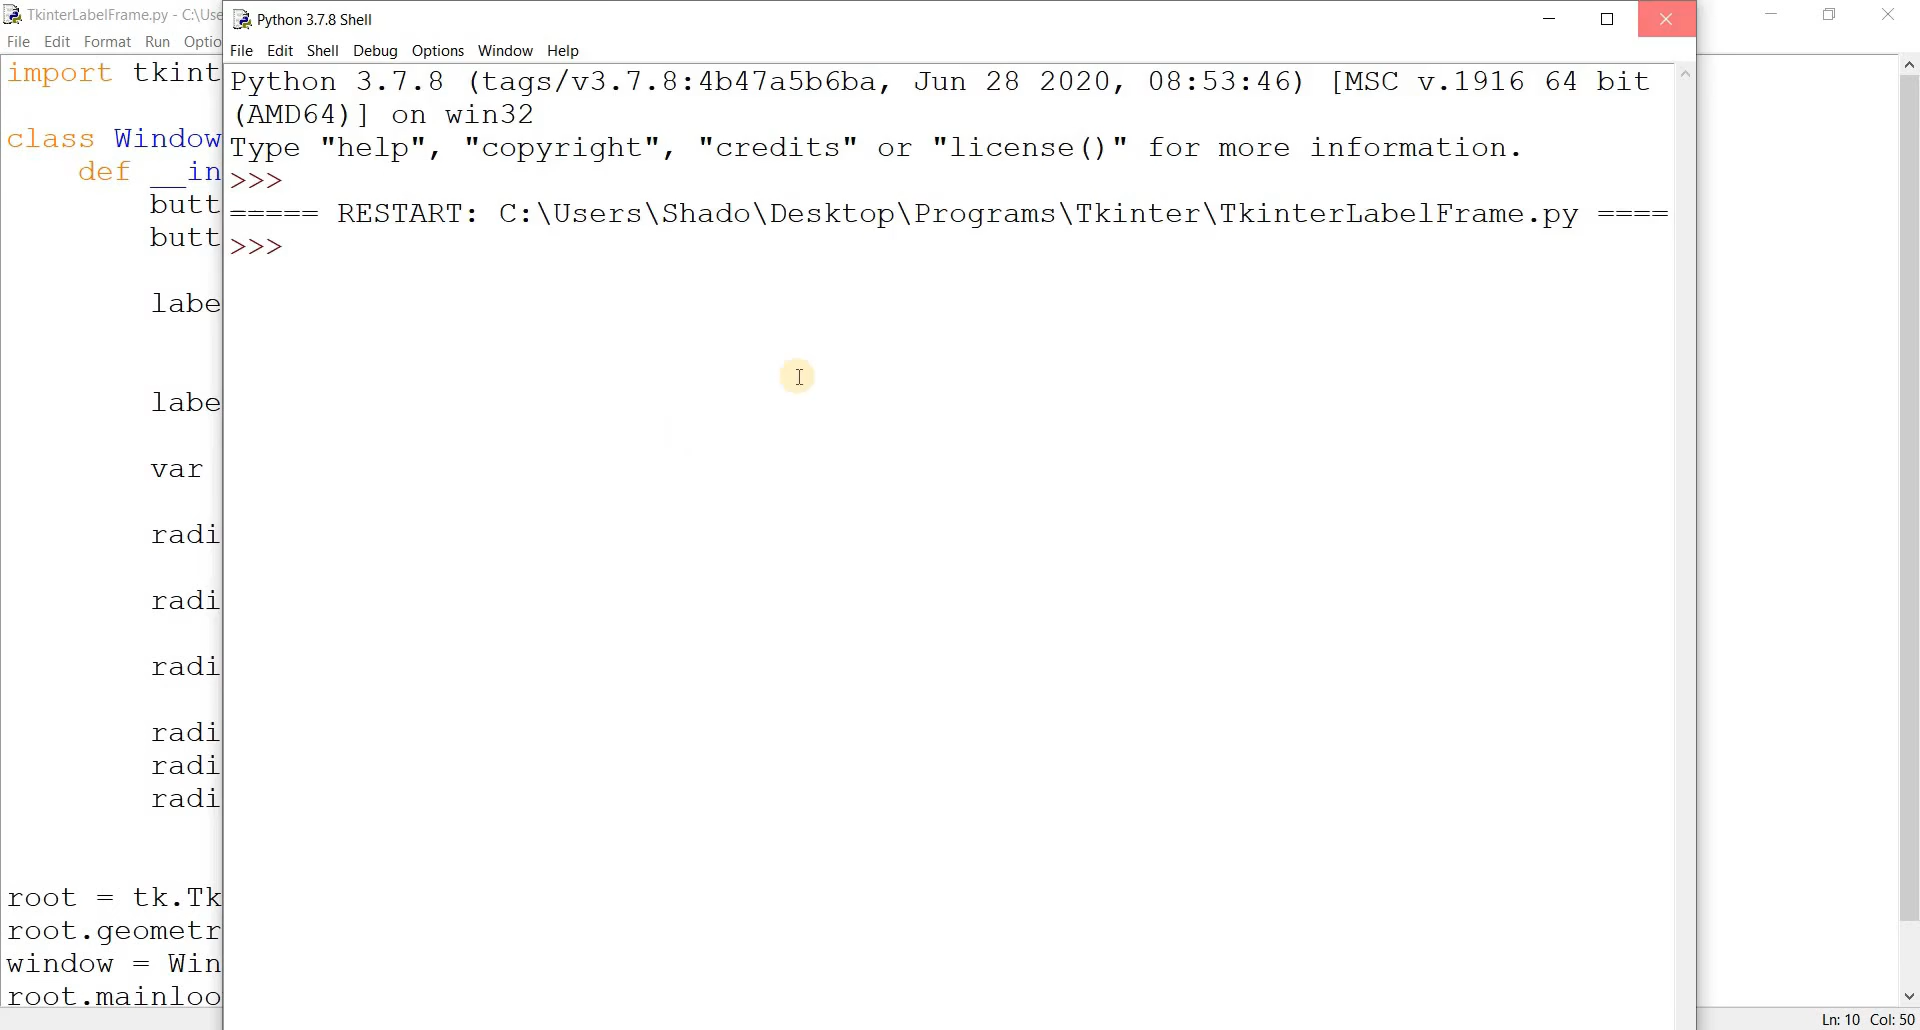 TkinterLabelFrame.py - C:\Use
File Edit Format Run Optio
import tkint
class Window
def __in
butt
butt
labe
labe
var
radi
radi
radi
radi
radi
radi
root = tk.Tk
root.geometr
window = Win
root.mainloo
Python 3.7.8 Shell
File Edit Shell Debug Options Window Help
Python 3.7.8 (tags/v3.7.8:4b47a5b6ba, Jun 28 2020, 08:53:46) [MSC v.1916 64 bit
(AMD64)] on win32
Type "help", "copyright", "credits" or "license()" for more information.
>>>
===== RESTART: C:\Users\Shado\Desktop\Programs\Tkinter\TkinterLabelFrame.py ====
>>>
Ln: 10 Col: 50